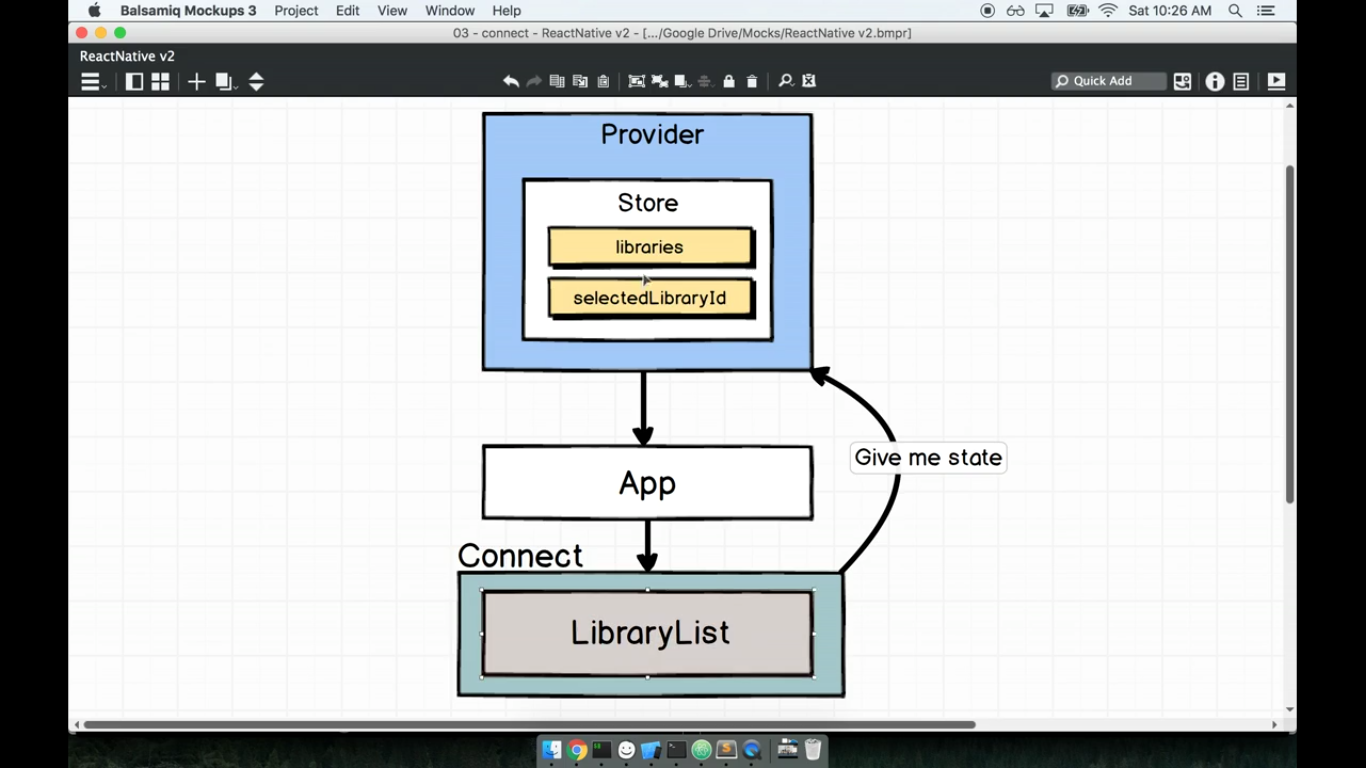 Balsamiq Mockups 3 Project Edit View Window Help Sat 10:26 AM
03 - connect - ReactNative v2 - [.../Google Drive/Mocks/ReactNative v2.bmpr]
ReactNative v2
Quick Add
Provider
Store
libraries
selectedLibraryId
Give me state
App
Connect
LibraryList